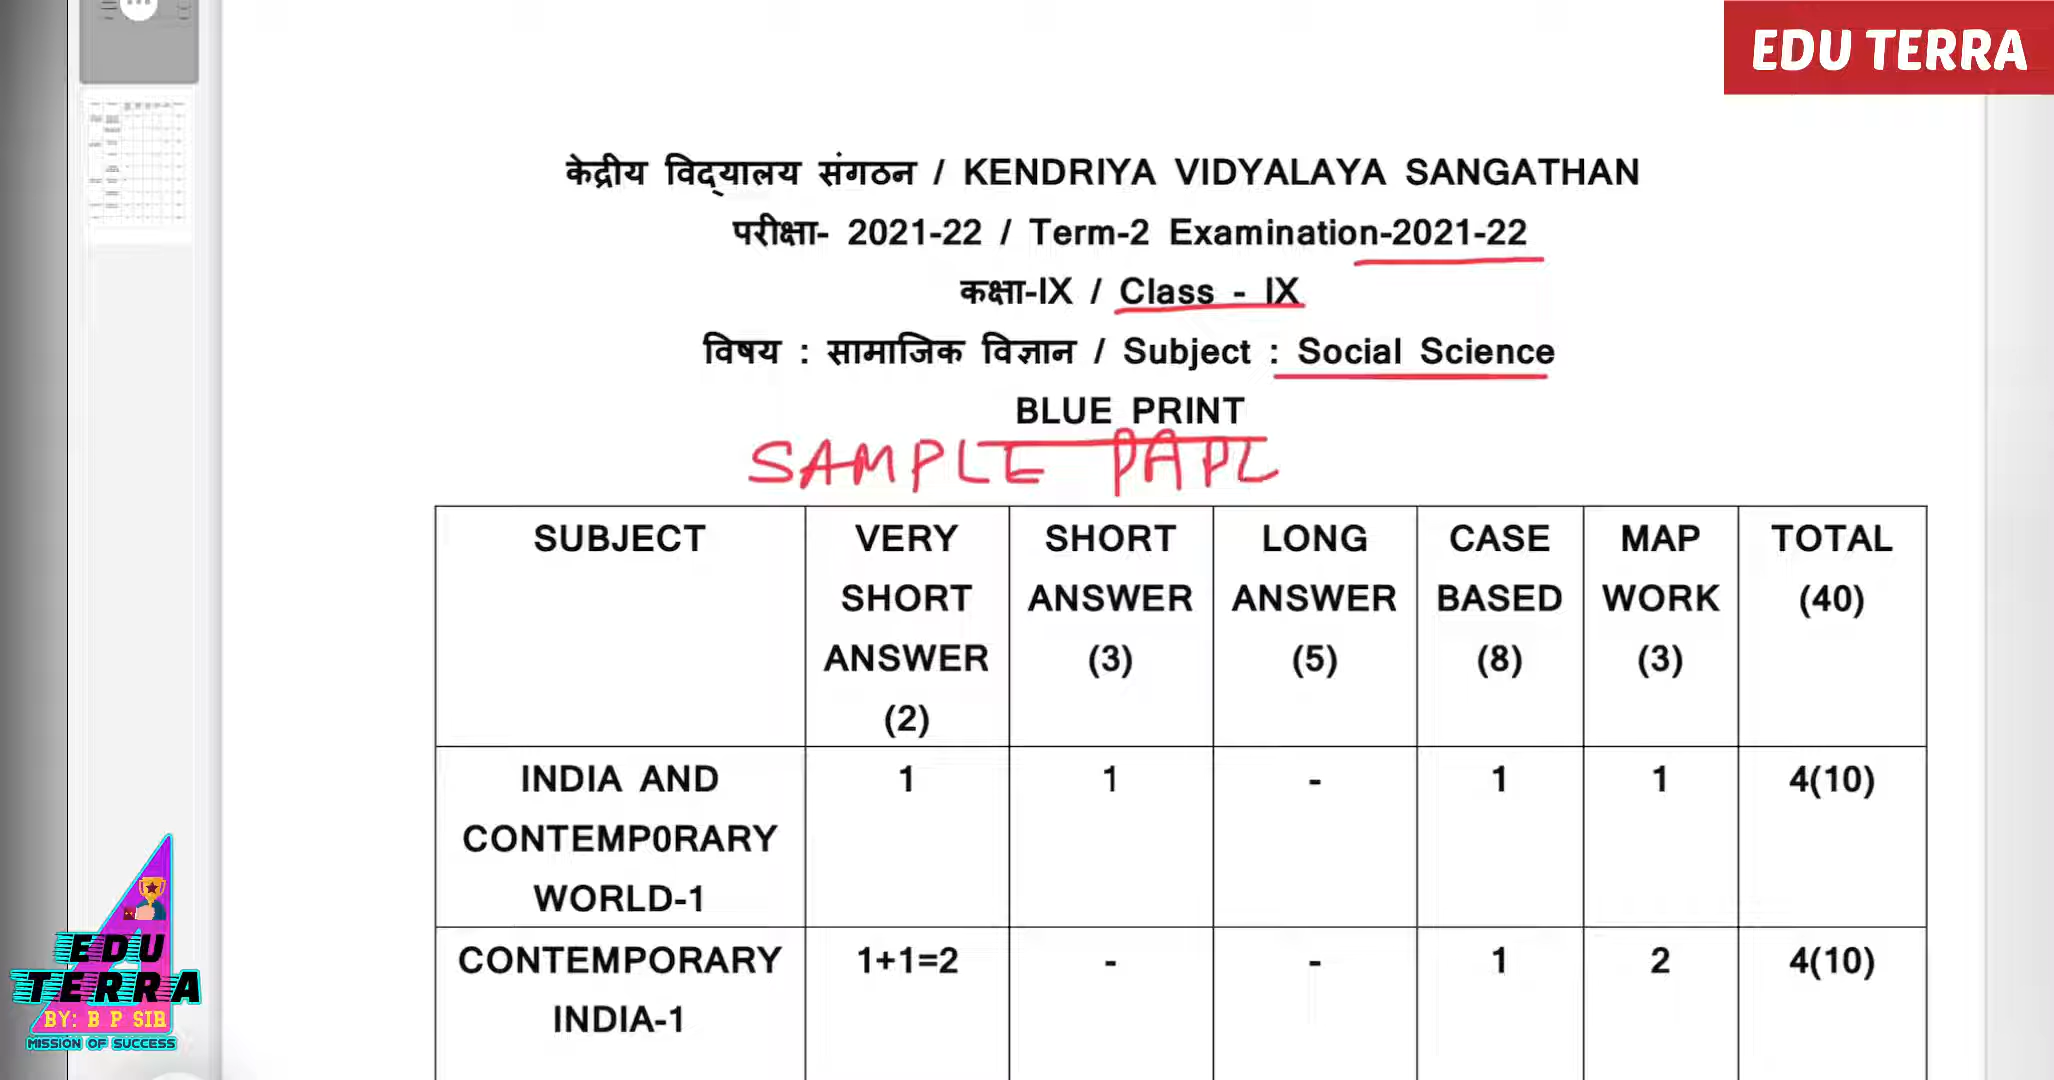 EDU TERRA
केद्रीय विद्यालय संगठन / KENDRIYA VIDYALAYA SANGATHAN
परीक्षा- 2021-22 / Term-2 Examination-2021-22
कक्षा-IX / Class - IX
विषय : सामाजिक विज्ञान / Subject : Social Science
BLUE PRINT
SAMPLE PAPE
SUBJECT VERY SHORT ANSWER (2) SHORT ANSWER (3) LONG ANSWER (5) CASE BASED (8) MAP WORK (3) TOTAL (40)
INDIA AND CONTEMP0RARY WORLD-1 1 1 - 1 1 4(10)
CONTEMPORARY INDIA-1 1+1=2 - - 1 2 4(10)
EDU
TERRA
BY: B P SIR
MISSION OF SUCCESS